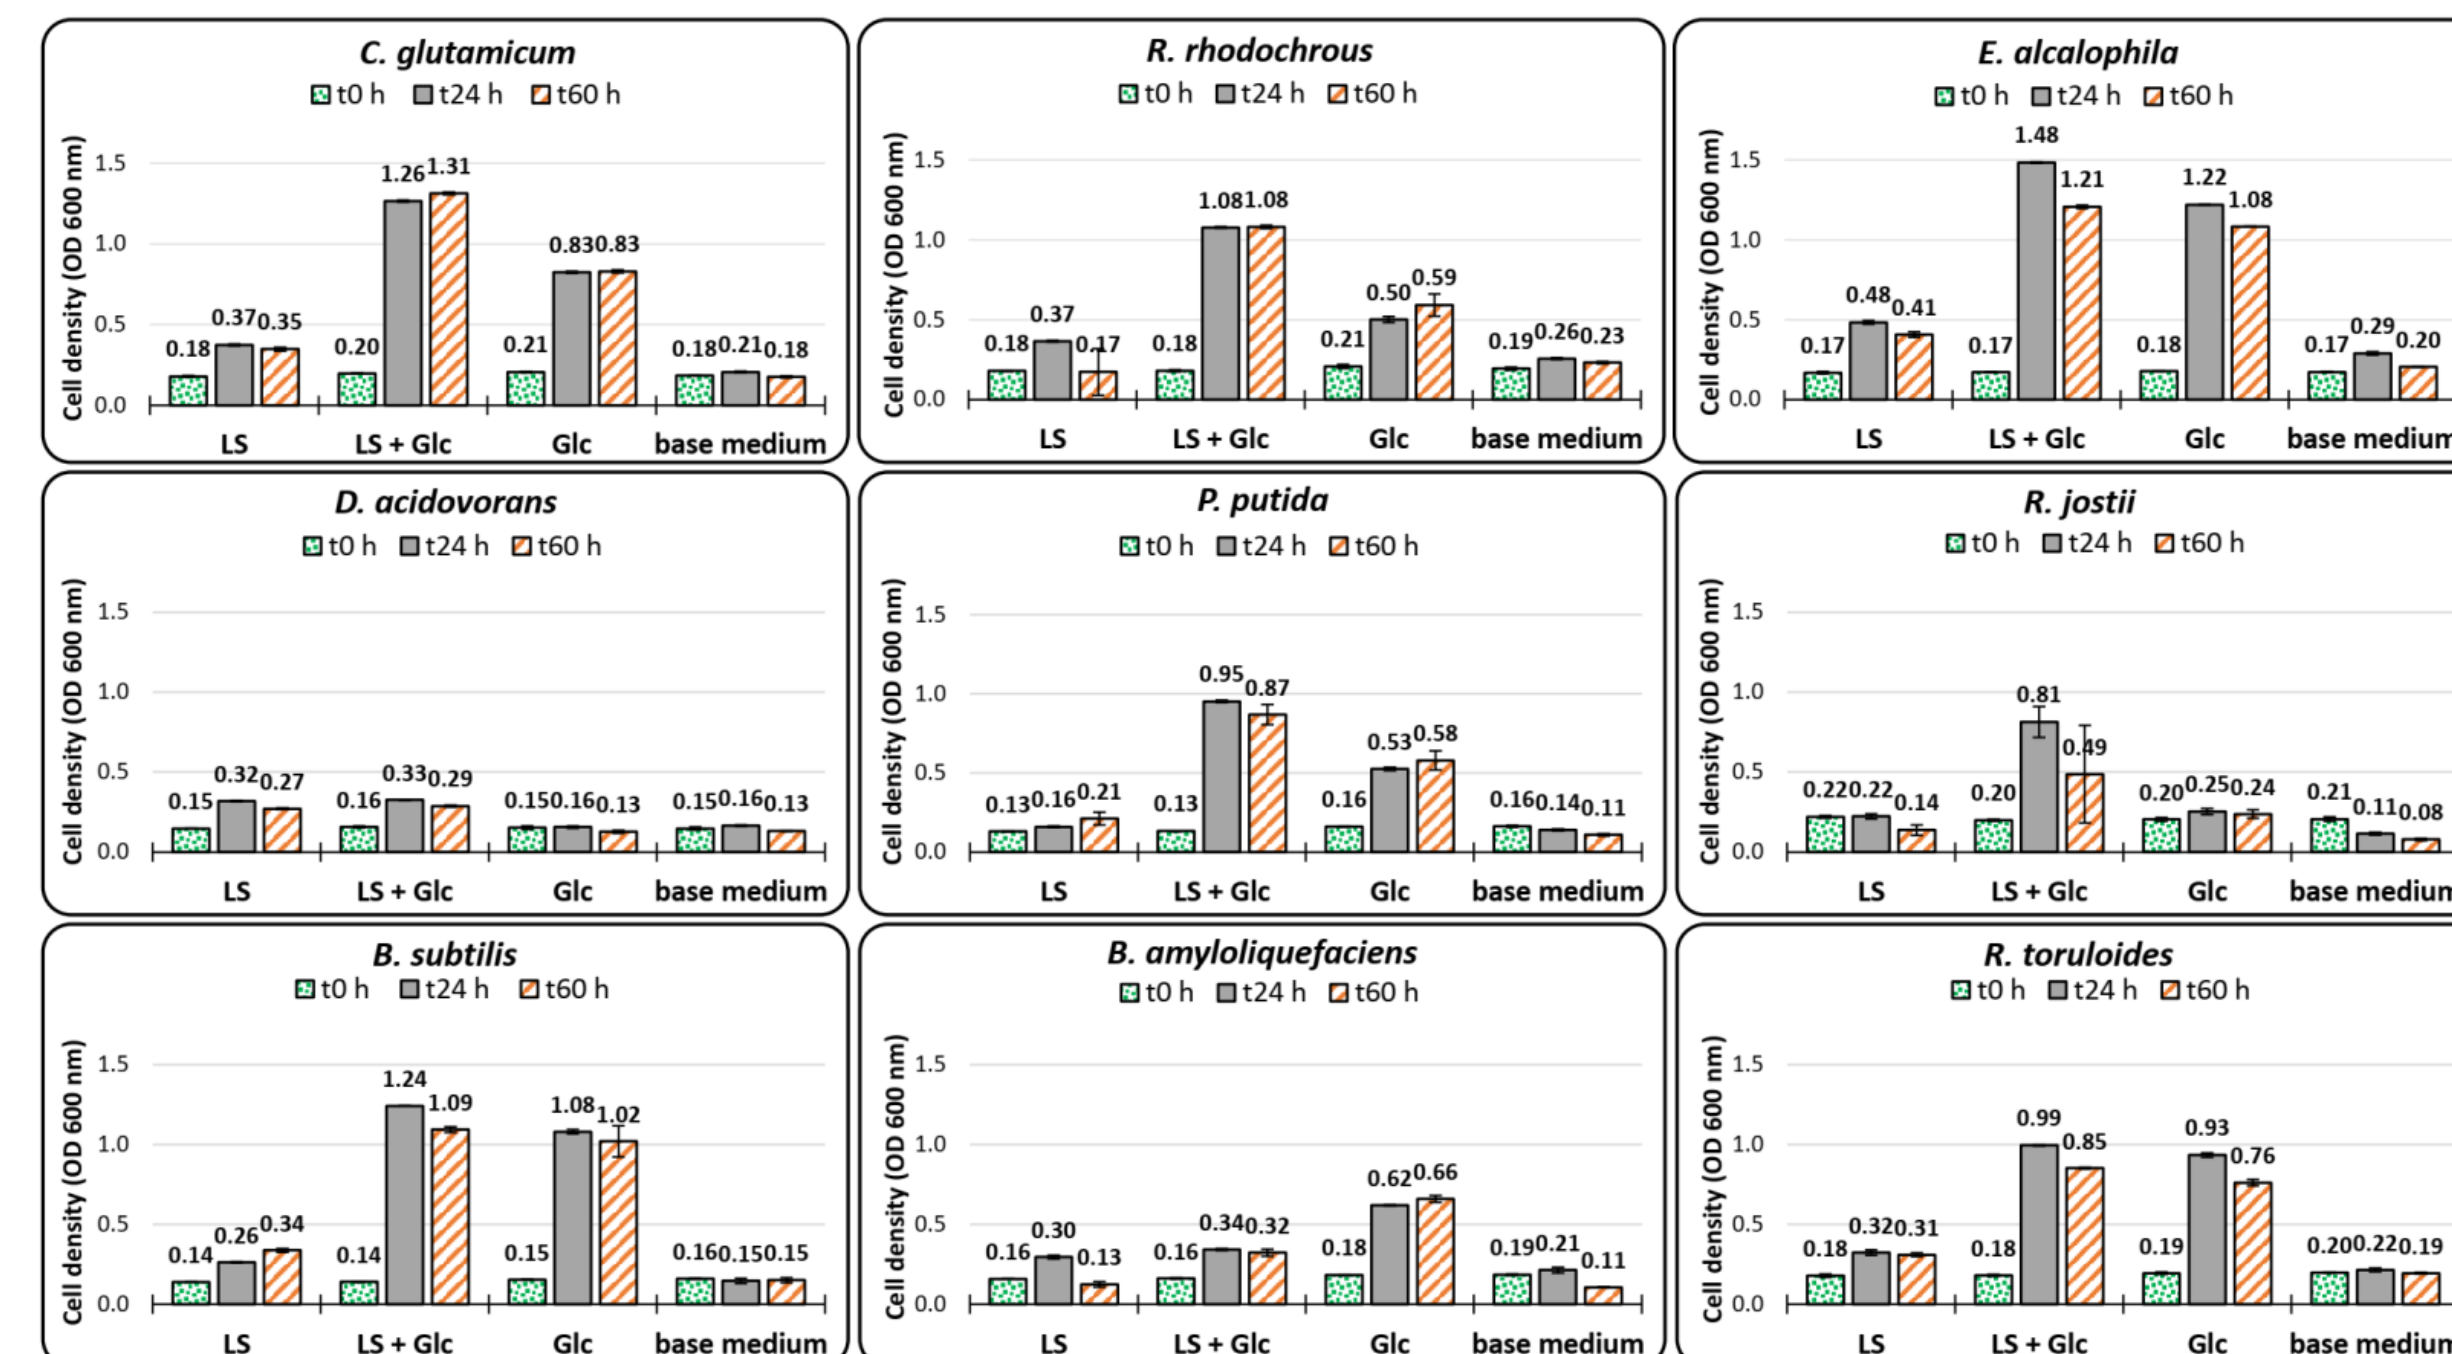 C. glutamicum
t0 h t24 h t60 h
Cell density (OD 600 nm)
1.5
1.0
0.5
0.0
0.18 0.37 0.35 0.20 1.26 1.31 0.21 0.83 0.83 0.18 0.21 0.18
LS LS + Glc Glc base medium
R. rhodochrous
t0 h t24 h t60 h
Cell density (OD 600 nm)
1.5
1.0
0.5
0.0
0.18 0.37 0.17 0.18 1.08 1.08 0.21 0.50 0.59 0.19 0.26 0.23
LS LS + Glc Glc base medium
E. alcalophila
t0 h t24 h t60 h
Cell density (OD 600 nm)
1.5
1.0
0.5
0.0
0.17 0.48 0.41 0.17 1.48 1.21 0.18 1.22 1.08 0.17 0.29 0.20
LS LS + Glc Glc base medium
D. acidovorans
t0 h t24 h t60 h
Cell density (OD 600 nm)
1.5
1.0
0.5
0.0
0.15 0.32 0.27 0.16 0.33 0.29 0.15 0.16 0.13 0.15 0.16 0.13
LS LS + Glc Glc base medium
P. putida
t0 h t24 h t60 h
Cell density (OD 600 nm)
1.5
1.0
0.5
0.0
0.13 0.16 0.21 0.13 0.95 0.87 0.16 0.53 0.58 0.16 0.14 0.11
LS LS + Glc Glc base medium
R. jostii
t0 h t24 h t60 h
Cell density (OD 600 nm)
1.5
1.0
0.5
0.0
0.22 0.22 0.14 0.20 0.81 0.49 0.20 0.25 0.24 0.21 0.11 0.08
LS LS + Glc Glc base medium
B. subtilis
t0 h t24 h t60 h
Cell density (OD 600 nm)
1.5
1.0
0.5
0.0
0.14 0.26 0.34 0.14 1.24 1.09 0.15 1.08 1.02 0.16 0.15 0.15
LS LS + Glc Glc base medium
B. amyloliquefaciens
t0 h t24 h t60 h
Cell density (OD 600 nm)
1.5
1.0
0.5
0.0
0.16 0.30 0.13 0.16 0.34 0.32 0.18 0.62 0.66 0.19 0.21 0.11
LS LS + Glc Glc base medium
R. toruloides
t0 h t24 h t60 h
Cell density (OD 600 nm)
1.5
1.0
0.5
0.0
0.18 0.32 0.31 0.18 0.99 0.85 0.19 0.93 0.76 0.20 0.22 0.19
LS LS + Glc Glc base medium